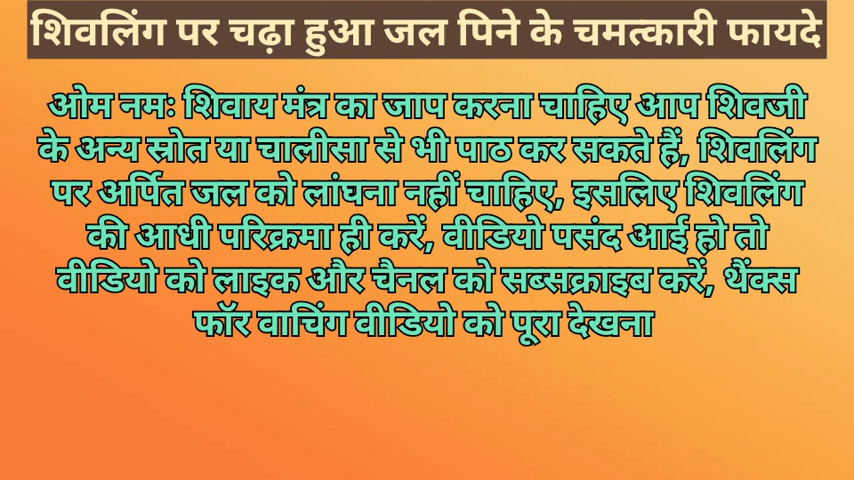 शिवलिंग पर चढ़ा हुआ जल पिने के चमत्कारी फायदे
ओम नमः शिवाय मंत्र का जाप करना चाहिए आप शिवजी
के अन्य स्रोत या चालीसा से भी पाठ कर सकते हैं, शिवलिंग
पर अर्पित जल को लांघना नहीं चाहिए, इसलिए शिवलिंग
की आधी परिक्रमा ही करें, वीडियो पसंद आई हो तो
वीडियो को लाइक और चैनल को सब्सक्राइब करें, थैंक्स
फॉर वाचिंग वीडियो को पूरा देखना